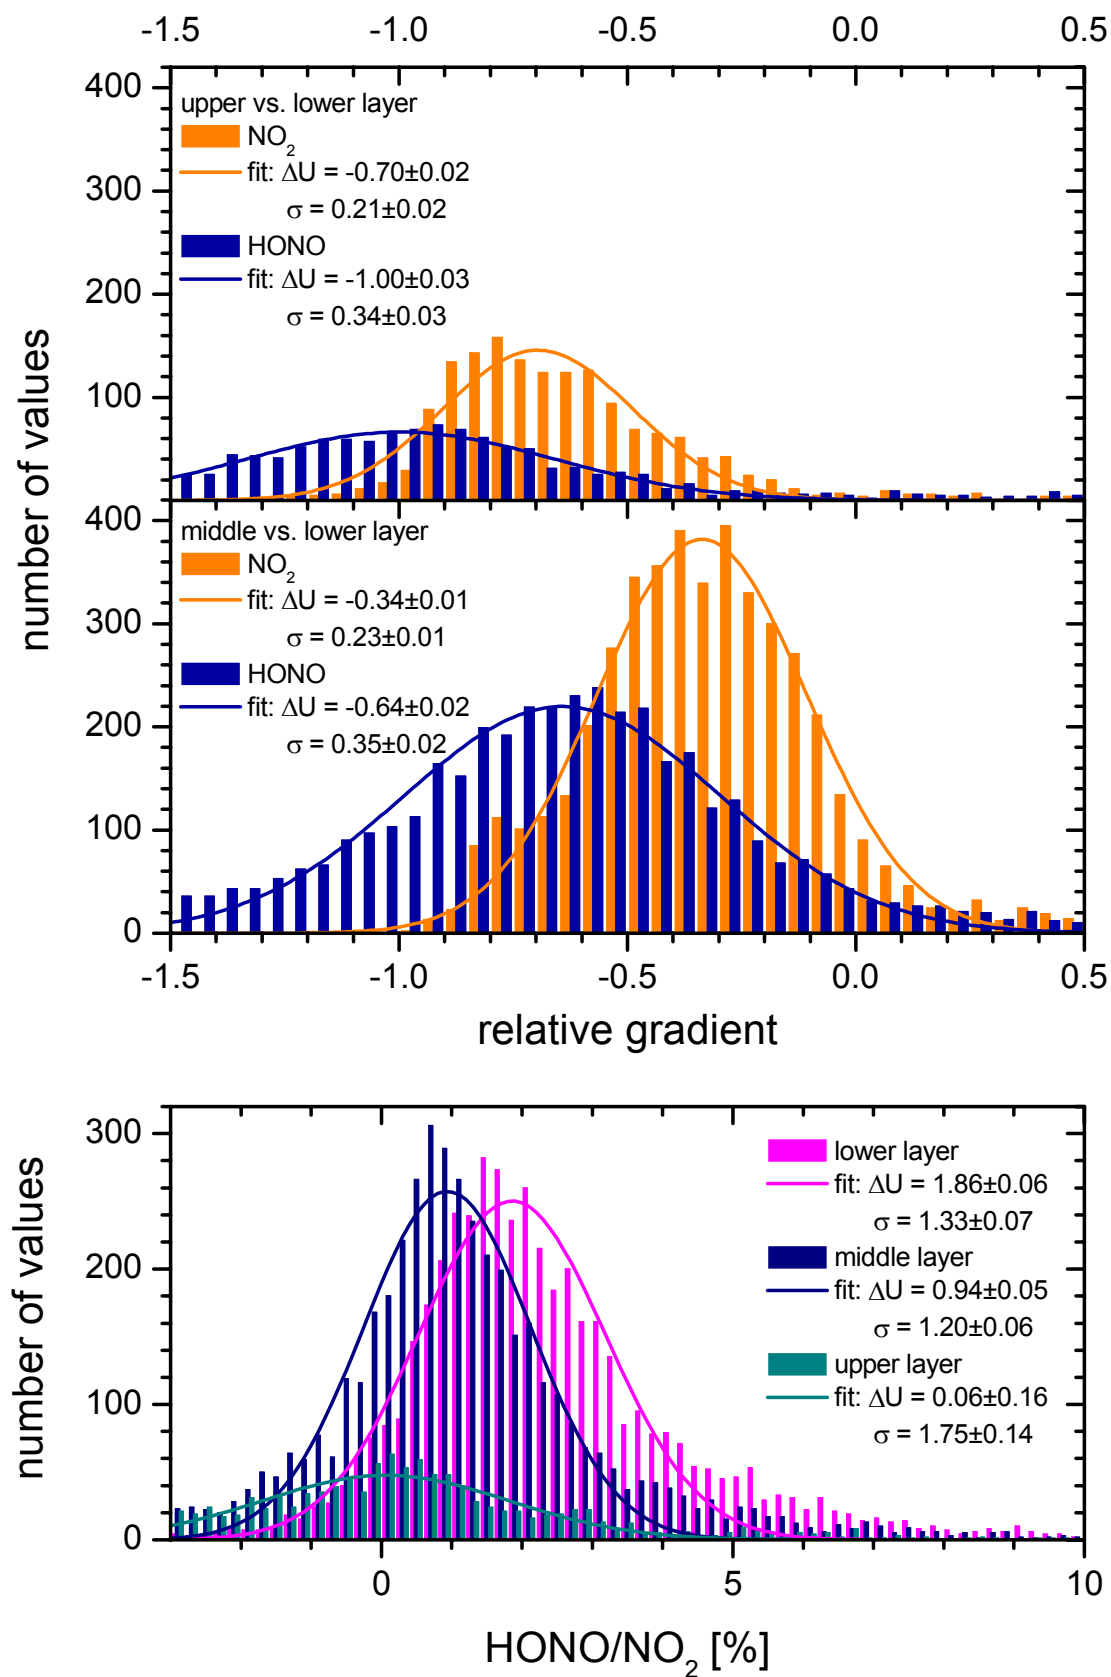 -1.5 -1.0 -0.5 0.0 0.5
400
300
200
100
number of values
upper vs. lower layer
NO2
fit: ΔU = -0.70±0.02
σ = 0.21±0.02
HONO
fit: ΔU = -1.00±0.03
σ = 0.34±0.03
400
300
200
100
0
middle vs. lower layer
NO2
fit: ΔU = -0.34±0.01
σ = 0.23±0.01
HONO
fit: ΔU = -0.64±0.02
σ = 0.35±0.02
-1.5 -1.0 -0.5 0.0 0.5
relative gradient
300
200
100
0
number of values
lower layer
fit: ΔU = 1.86±0.06
σ = 1.33±0.07
middle layer
fit: ΔU = 0.94±0.05
σ = 1.20±0.06
upper layer
fit: ΔU = 0.06±0.16
σ = 1.75±0.14
0 5 10
HONO/NO2 [%]